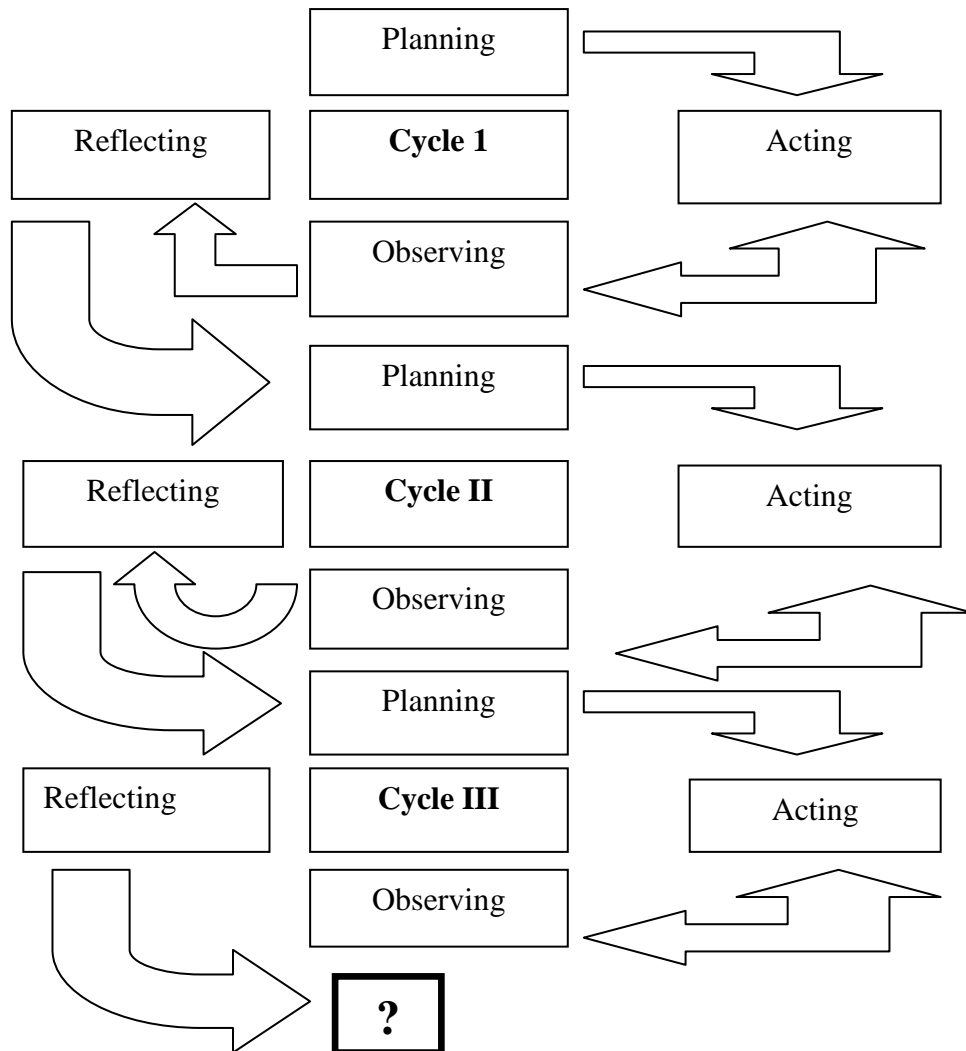 Planning
Reflecting
Cycle 1
Acting
Observing
Planning
Reflecting
Cycle II
Acting
Observing
Planning
Reflecting
Cycle III
Acting
Observing
?